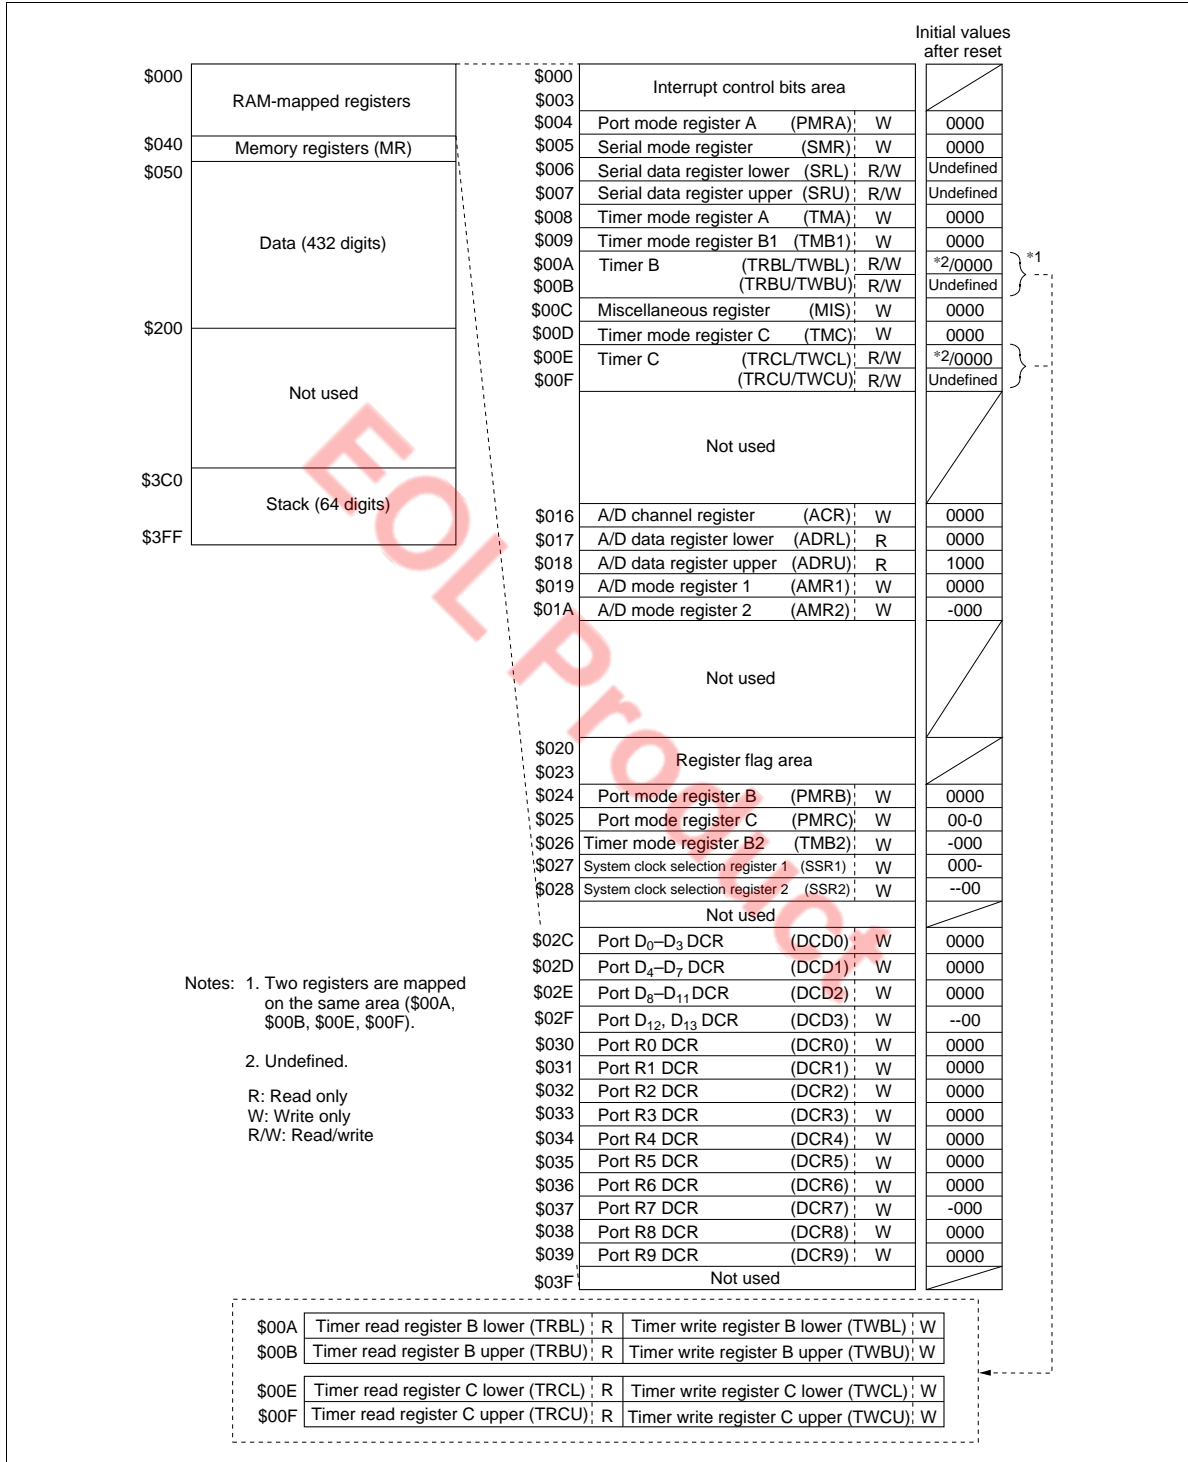 Initial values
after reset
$000
RAM-mapped registers
$040
Memory registers (MR)
$050
Data (432 digits)
$200
Not used
$3C0
Stack (64 digits)
$3FF
$000
$003
Interrupt control bits area
$004 Port mode register A (PMRA) W 0000
$005 Serial mode register (SMR) W 0000
$006 Serial data register lower (SRL) R/W Undefined
$007 Serial data register upper (SRU) R/W Undefined
$008 Timer mode register A (TMA) W 0000
$009 Timer mode register B1 (TMB1) W 0000
$00A Timer B (TRBL/TWBL) R/W *2/0000 *1
$00B (TRBU/TWBU) R/W Undefined
$00C Miscellaneous register (MIS) W 0000
$00D Timer mode register C (TMC) W 0000
$00E Timer C (TRCL/TWCL) R/W *2/0000
$00F (TRCU/TWCU) R/W Undefined
Not used
$016 A/D channel register (ACR) W 0000
$017 A/D data register lower (ADRL) R 0000
$018 A/D data register upper (ADRU) R 1000
$019 A/D mode register 1 (AMR1) W 0000
$01A A/D mode register 2 (AMR2) W -000
Not used
$020
$023
Register flag area
$024 Port mode register B (PMRB) W 0000
$025 Port mode register C (PMRC) W 00-0
$026 Timer mode register B2 (TMB2) W -000
$027 System clock selection register 1 (SSR1) W 000-
$028 System clock selection register 2 (SSR2) W --00
Not used
$02C Port D0–D3 DCR (DCD0) W 0000
$02D Port D4–D7 DCR (DCD1) W 0000
$02E Port D8–D11 DCR (DCD2) W 0000
$02F Port D12, D13 DCR (DCD3) W --00
$030 Port R0 DCR (DCR0) W 0000
$031 Port R1 DCR (DCR1) W 0000
$032 Port R2 DCR (DCR2) W 0000
$033 Port R3 DCR (DCR3) W 0000
$034 Port R4 DCR (DCR4) W 0000
$035 Port R5 DCR (DCR5) W 0000
$036 Port R6 DCR (DCR6) W 0000
$037 Port R7 DCR (DCR7) W -000
$038 Port R8 DCR (DCR8) W 0000
$039 Port R9 DCR (DCR9) W 0000
Not used
$03F
Notes: 1. Two registers are mapped
on the same area ($00A,
$00B, $00E, $00F).
2. Undefined.
R: Read only
W: Write only
R/W: Read/write
$00A Timer read register B lower (TRBL) R Timer write register B lower (TWBL) W
$00B Timer read register B upper (TRBU) R Timer write register B upper (TWBU) W
$00E Timer read register C lower (TRCL) R Timer write register C lower (TWCL) W
$00F Timer read register C upper (TRCU) R Timer write register C upper (TWCU) W
EOL Product